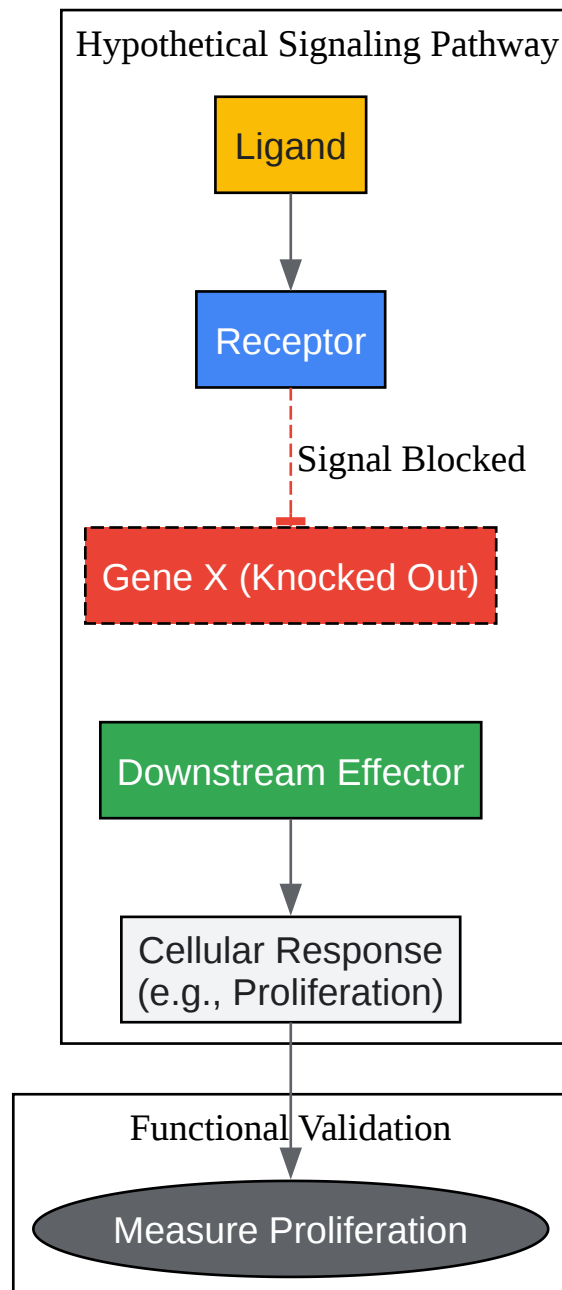 Hypothetical Signaling Pathway
Ligand
Receptor
Signal Blocked
Gene X (Knocked Out)
Downstream Effector
Cellular Response
(e.g., Proliferation)
Functional Validation
Measure Proliferation